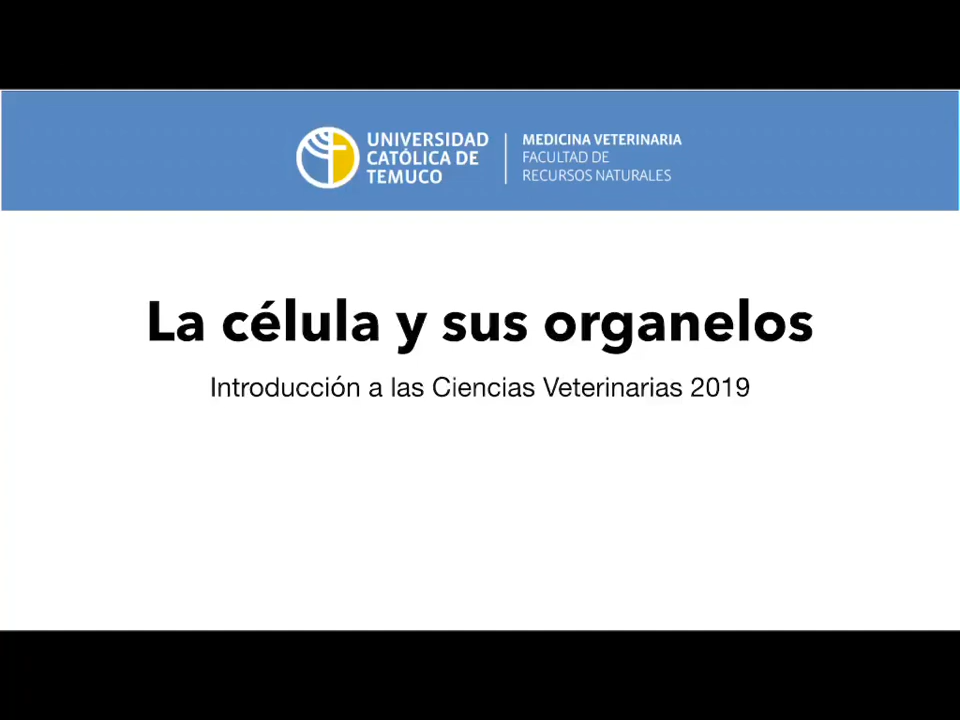 UNIVERSIDAD
CATÓLICA DE
TEMUCO
MEDICINA VETERINARIA
FACULTAD DE
RECURSOS NATURALES
La célula y sus organelos
Introducción a las Ciencias Veterinarias 2019